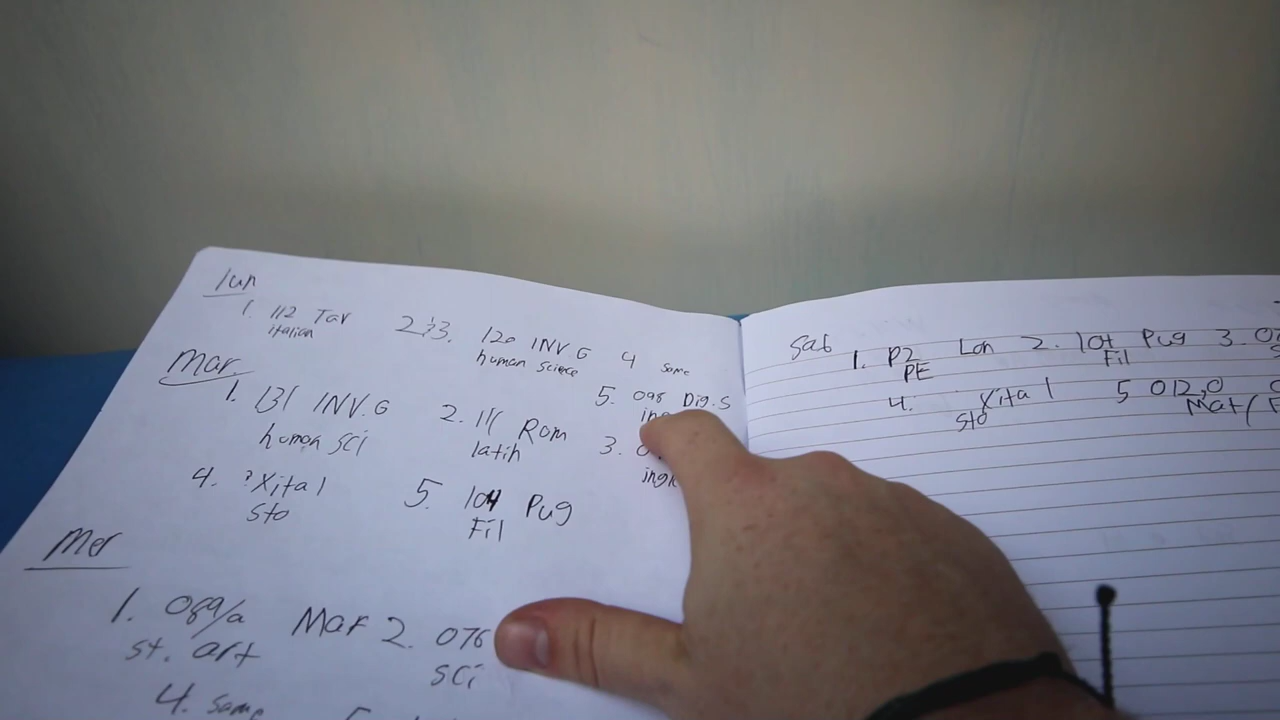 lun
1. 112 Tar 2 3. 120 INV G 4 same
italian human science
5. 098 Dig.S
Mar
1. 131 INV.G 2. 111 Rom 3.
human sci latin
4. ?Xital 5. 104 Pug
Sto Fil
Mer
1. 089/a Mar 2. 076
st. art sci
4. same
Sab
1. P2 Lon 2. 104 Pug 3.
PE Fil
4. Xital 5 012,0
sto Mat/